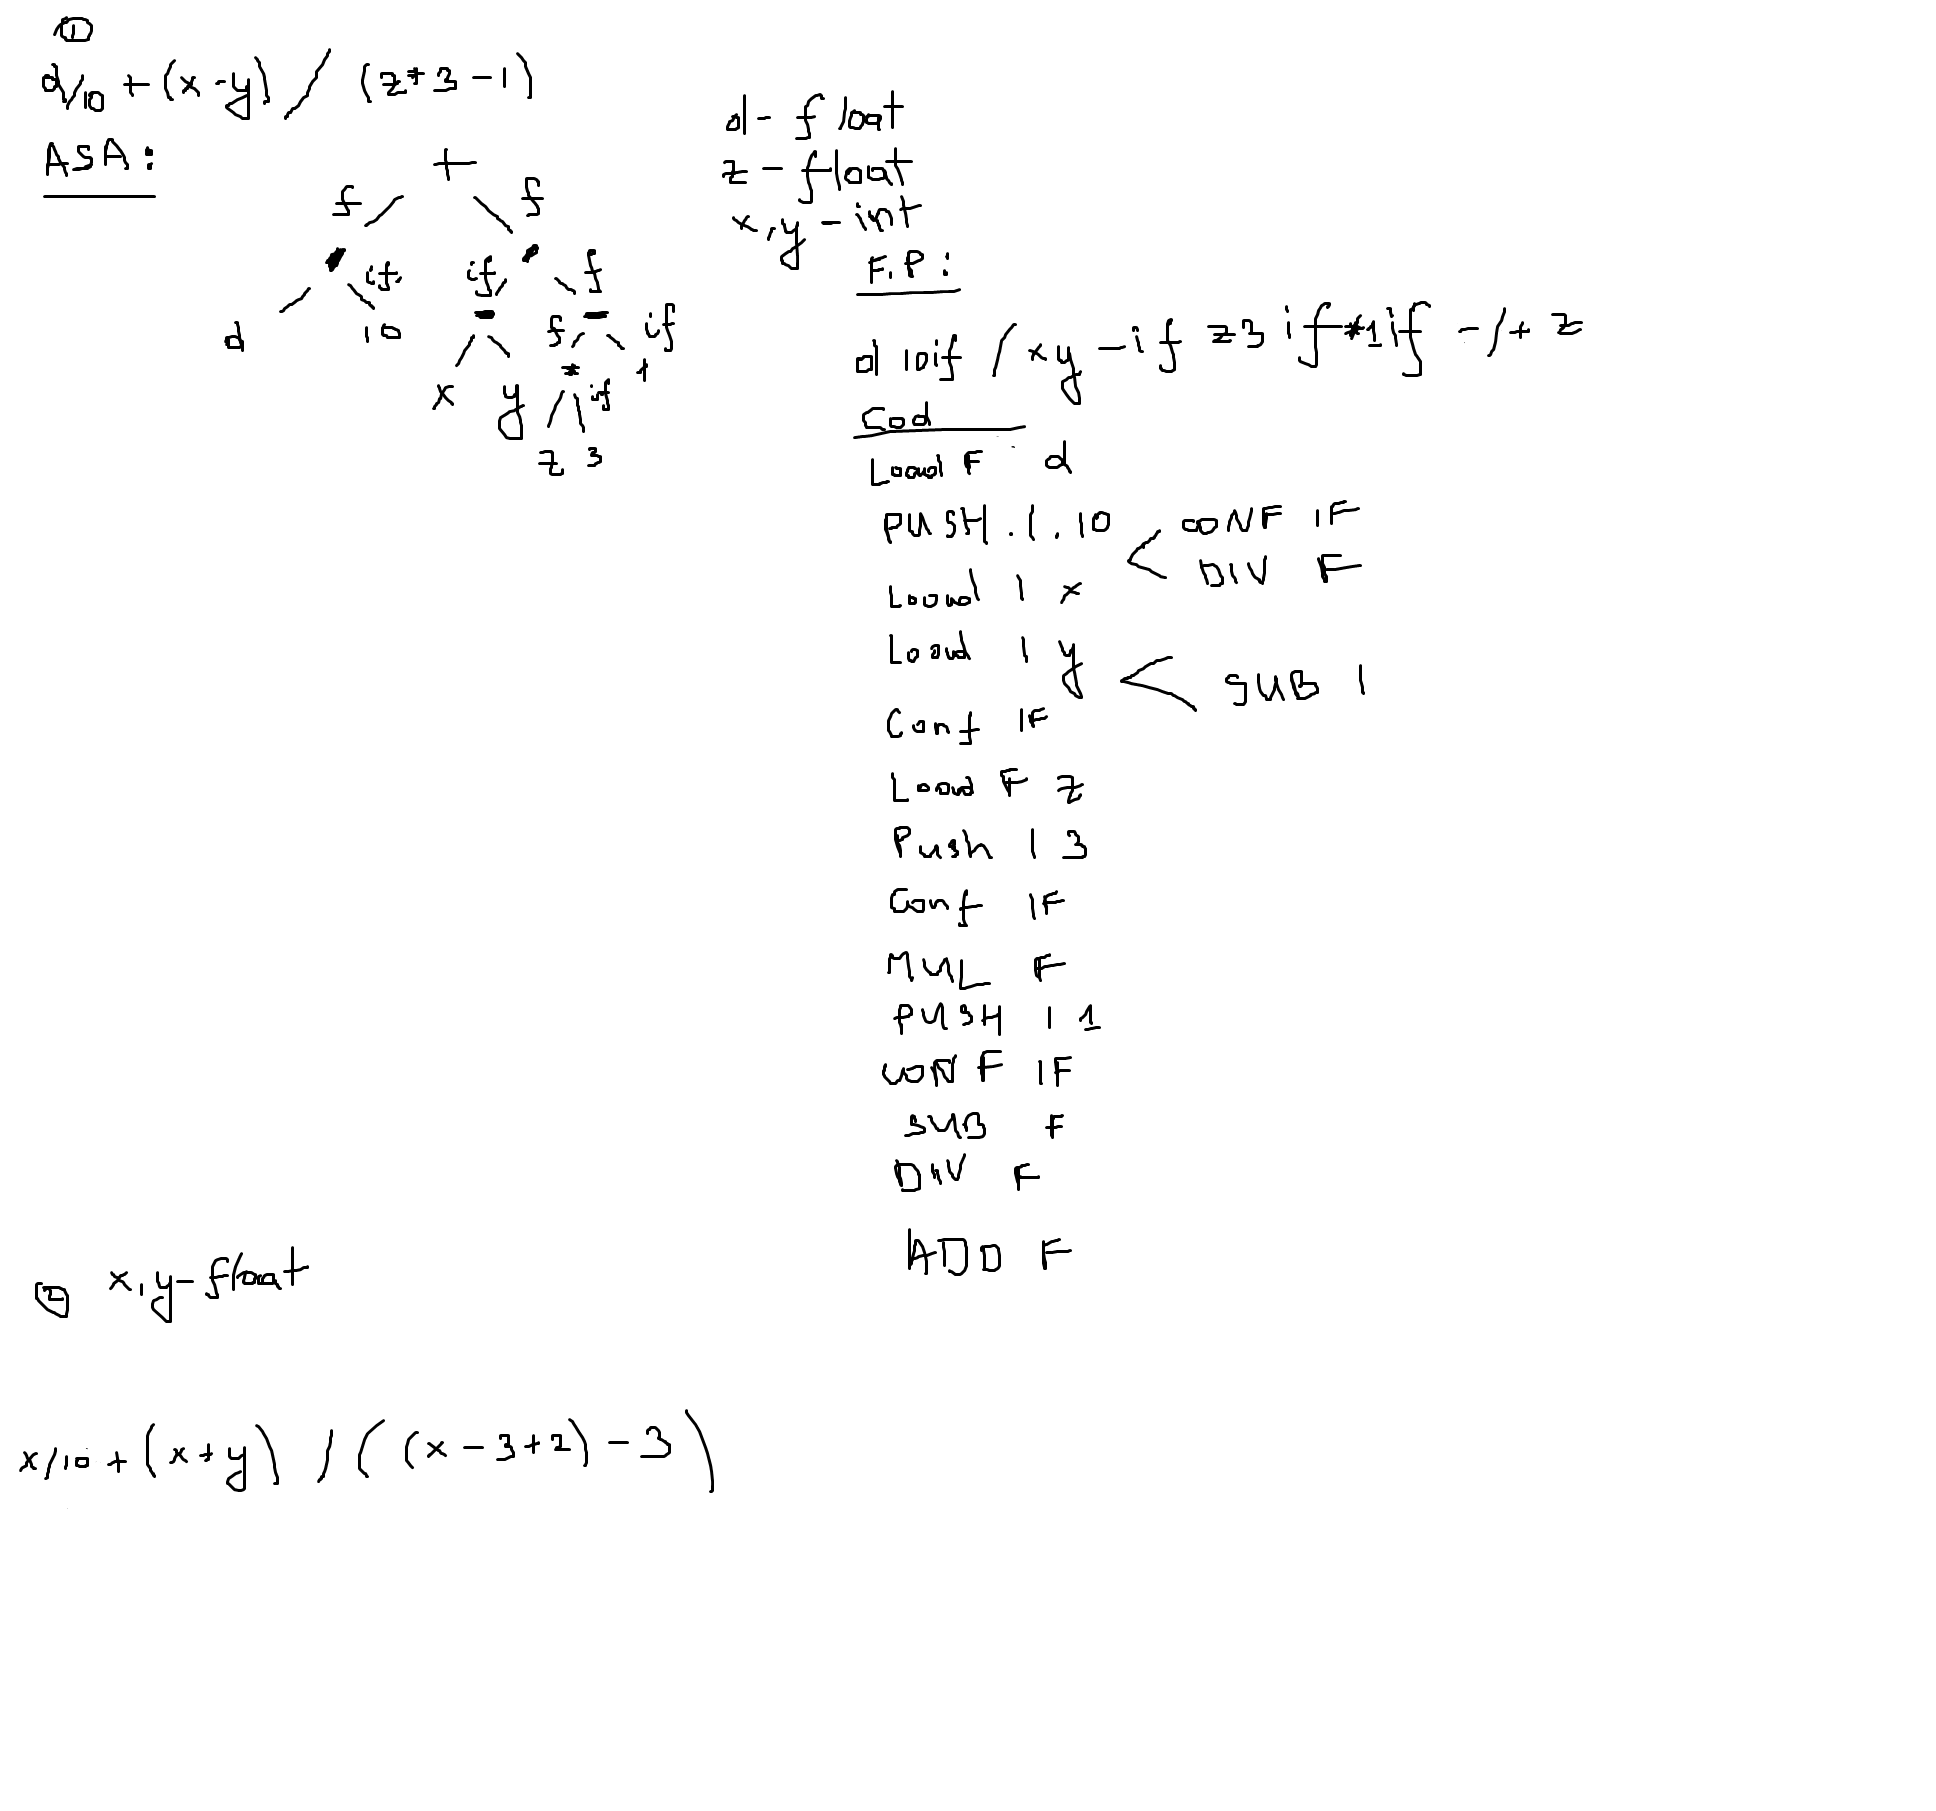 ①
d/10 + (x - y) / (z * 3 - 1)
ASA:
+
f f
if if f
d 10 - - f if
x y * if 1
z 3
d - float
z - float
x, y - int
F.P:
d 10 if / x y - if z 3 if * 1 if - / + z
Cod
Load F d
PUSH . I . 10 < CONF IF
DIV F
Load I x
Load I y < SUB I
Conf IF
Load F z
Push I 3
Conf IF
MUL F
PUSH I 1
CONF IF
SUB F
DIV F
ADD F
② x, y - float
x/10 + (x + y) / ((x - 3 + 2) - 3)